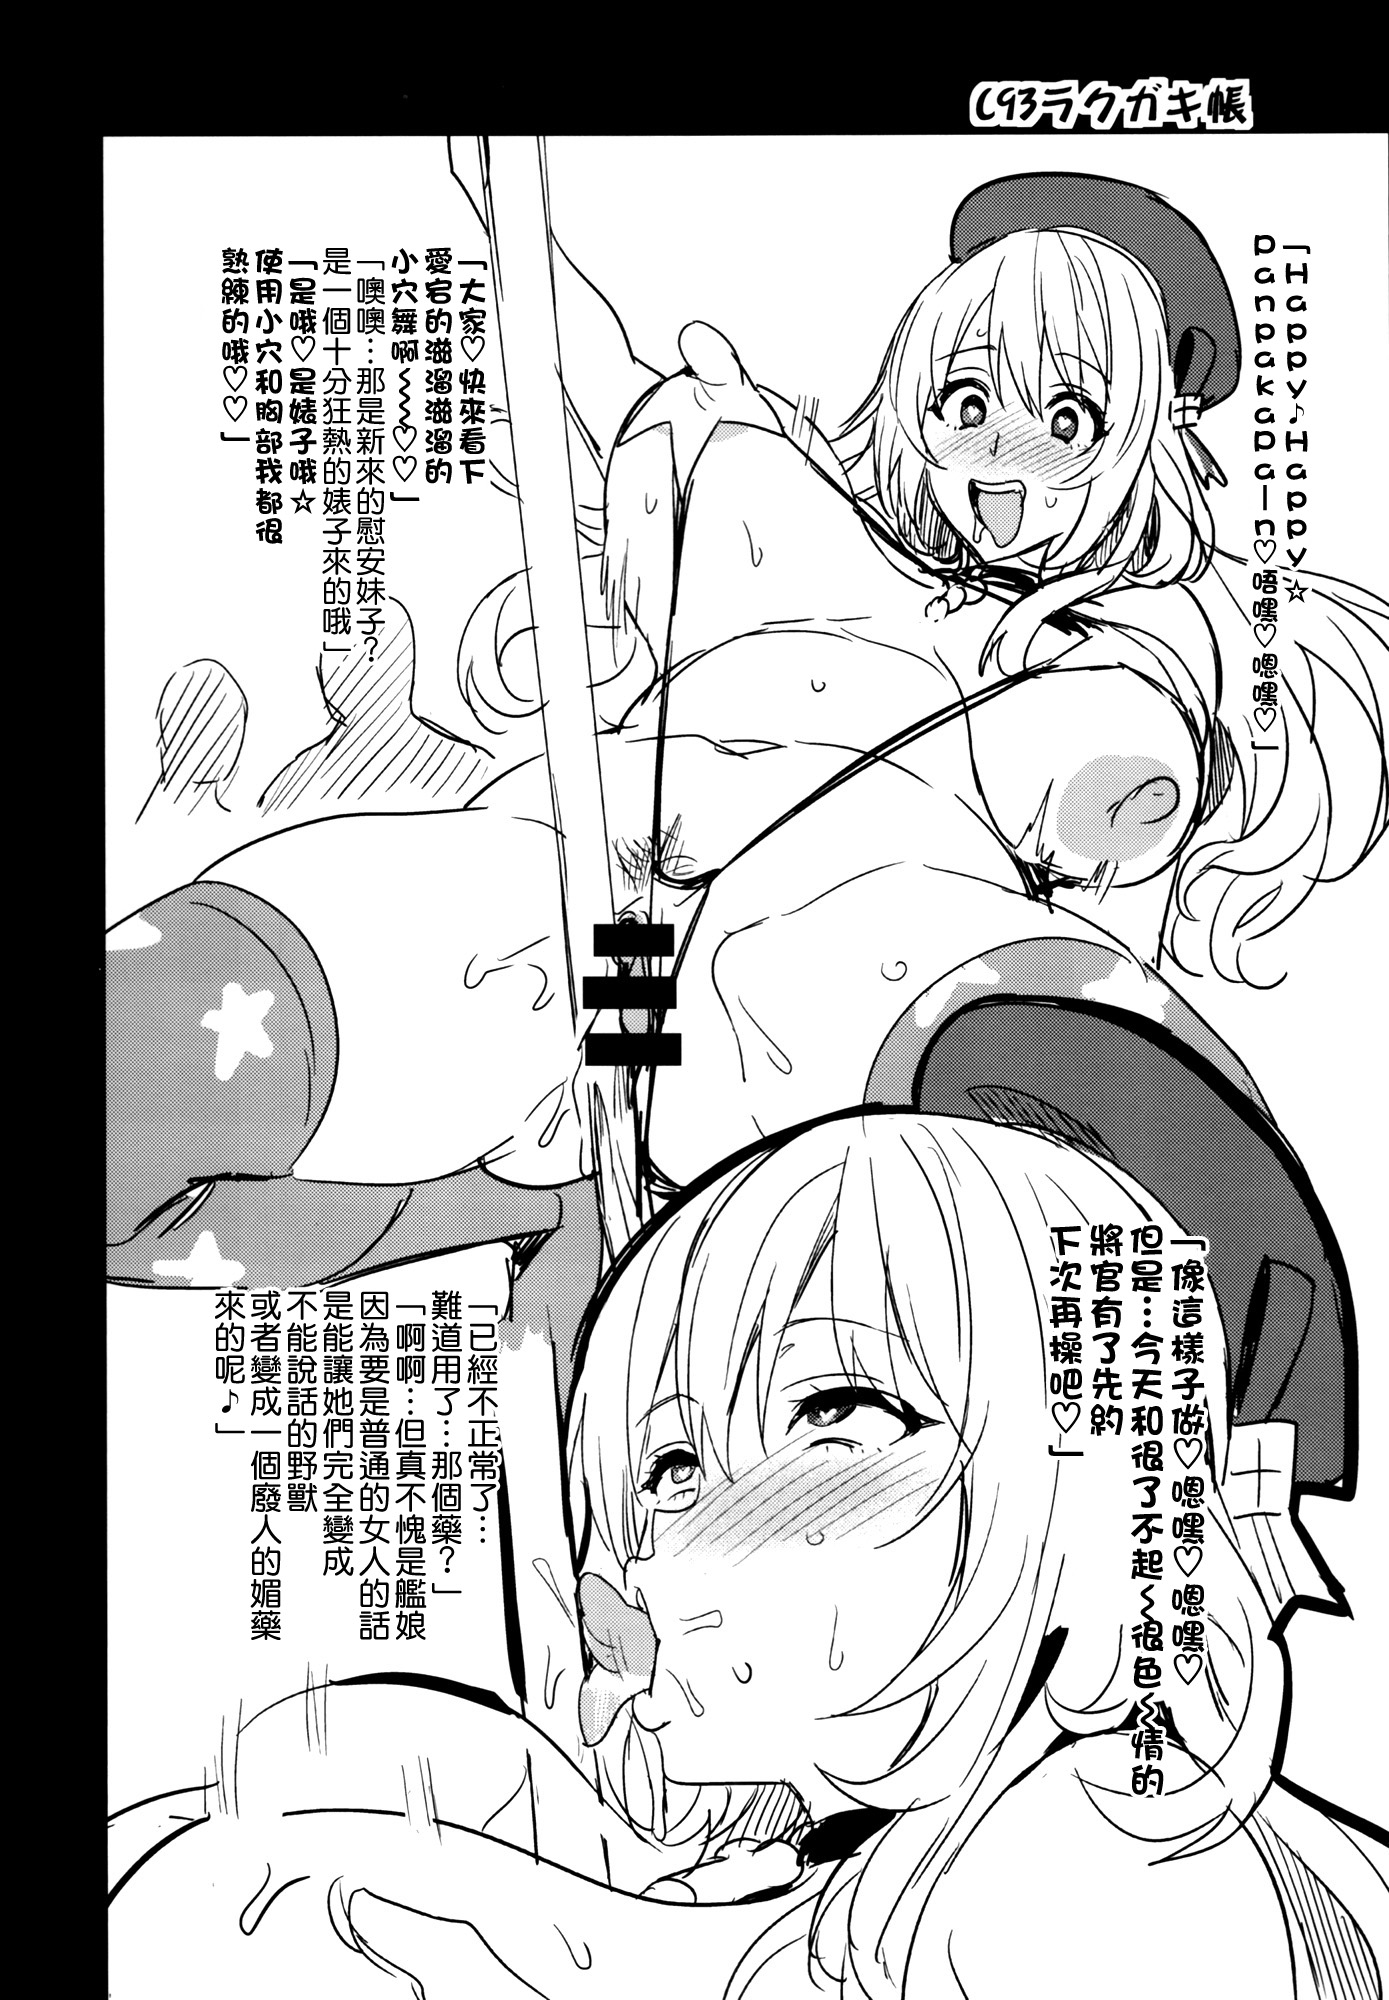 C93ラクガキ帳
「Happy♪Happy☆
panpakapa—in♡唔嘿♡嗯嘿♡」
「大家♡快來看下
愛宕的滋溜滋溜的
小穴舞啊～～～♡♡」
「噢噢…那是新來的慰安妹子？
是一個十分狂熱的婊子來的哦」
「是哦♡是婊子哦☆
使用小穴和胸部我都很
熟練的哦♡♡」
「像這樣子做♡嗯嘿♡嗯嘿♡
但是…今天和很了不起～很色～情的
將官有了先約
下次再操吧♡」
「已經不正常了…
難道用了…那個藥？」
「啊啊…但真不愧是艦娘
因為要是普通的女人的話
是能讓她們完全變成
不能說話的野獸
或者變成一個廢人的媚藥
來的呢♪」